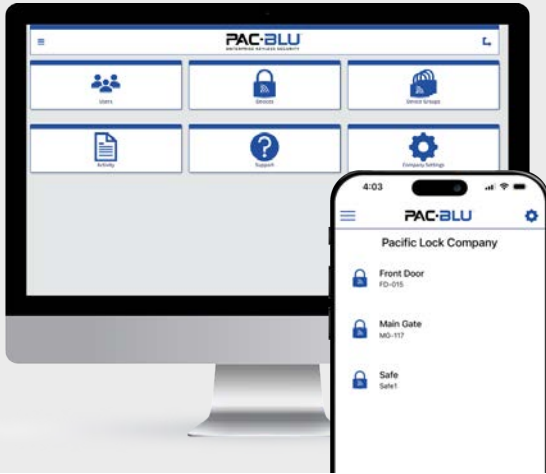 PAC-BLU
ENTERPRISE KEYLESS SECURITY
Users
Devices
Device Groups
Activity
Support
Company Settings
4:03
PAC-BLU
Pacific Lock Company
Front Door
FD-015
Main Gate
MG-117
Safe
Safe1